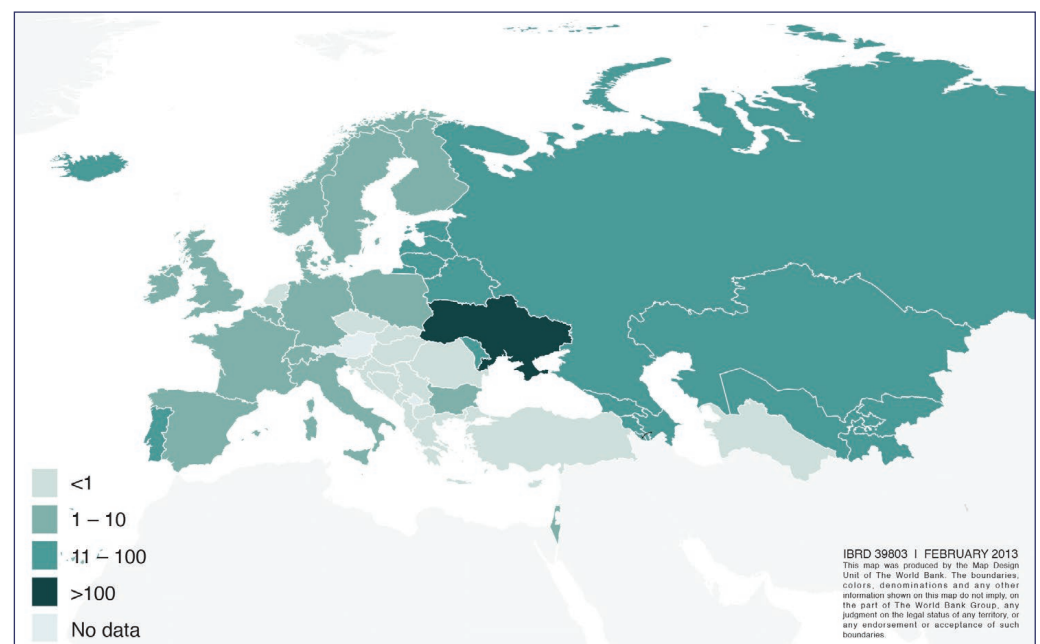 <1
1 – 10
11 – 100
>100
No data
IBRD 39803 | FEBRUARY 2013
This map was produced by the Map Design
Unit of The World Bank. The boundaries,
colors, denominations and any other
information shown on this map do not imply, on
the part of The World Bank Group, any
judgment on the legal status of any territory, or
any endorsement or acceptance of such
boundaries.